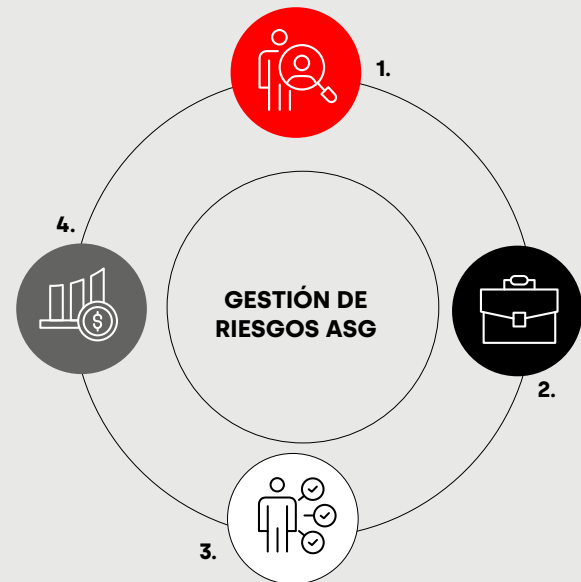 1.
4.
GESTIÓN DE
RIESGOS ASG
2.
3.
$